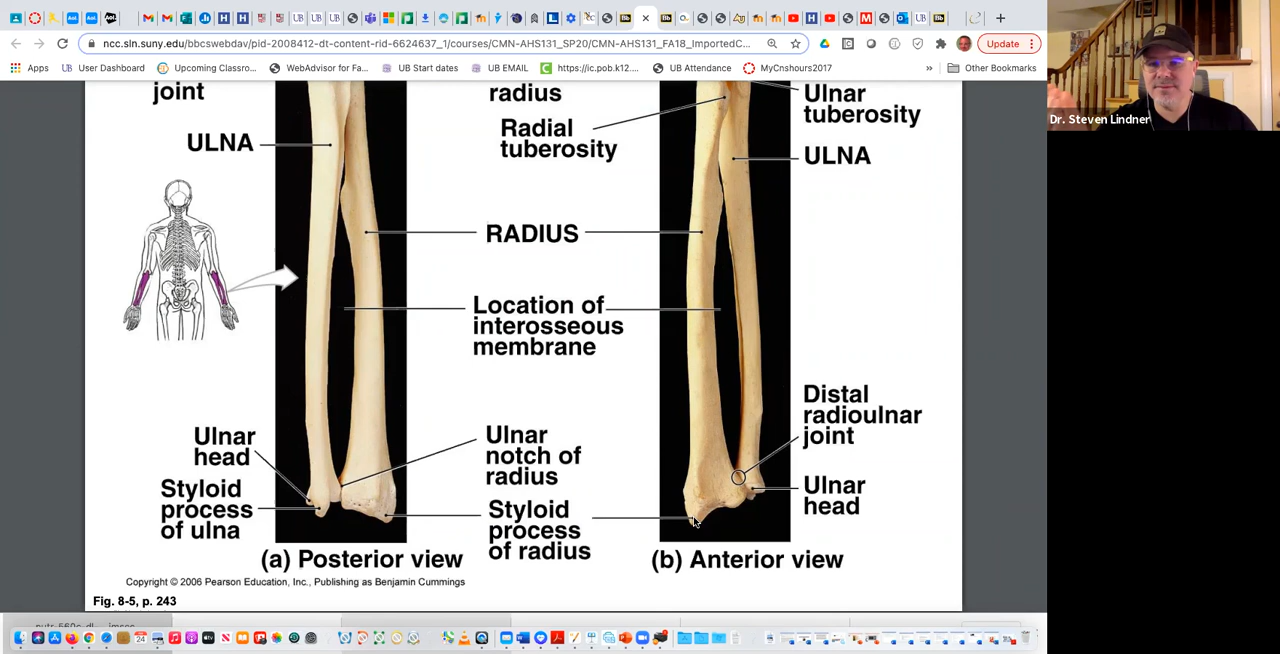 ncc.sln.suny.edu/bbcswebdav/pid-2008412-dt-content-rid-6624637_1/courses/CMN-AHS131_SP20/CMN-AHS131_FA18_ImportedC...
Update
Apps
User Dashboard
Upcoming Classro...
WebAdvisor for Fa...
UB Start dates
UB EMAIL
https://ic.pob.k12....
UB Attendance
MyCnshours2017
»
Other Bookmarks
joint
radius
Ulnar
tuberosity
Radial
tuberosity
ULNA
ULNA
RADIUS
Location of
interosseous
membrane
Distal
radioulnar
joint
Ulnar
head
Ulnar
notch of
radius
Styloid
process
of ulna
Styloid
process
of radius
Ulnar
head
(a) Posterior view
(b) Anterior view
Copyright © 2006 Pearson Education, Inc., Publishing as Benjamin Cummings
Fig. 8-5, p. 243
Dr. Steven Lindner